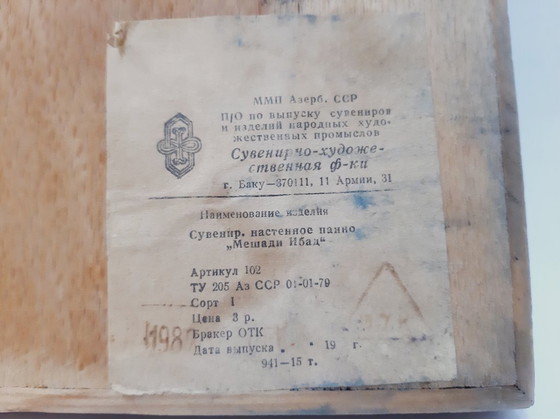 ММП Азерб. ССР
П/О по выпуску сувениров
и изделий народных худо-
жественных промыслов
Сувенирно-художе-
ственная ф-ки
г. Баку—370111, 11 Армии, 31
Наименование изделия
Сувенир. настенное панно
„Мешади Ибад“
Артикул 102
ТУ 205 Аз ССР 01-01-79
Сорт 1
Цена 3 р.
Бракер ОТК
Дата выпуска „ “ 19 г.
941—15 т.